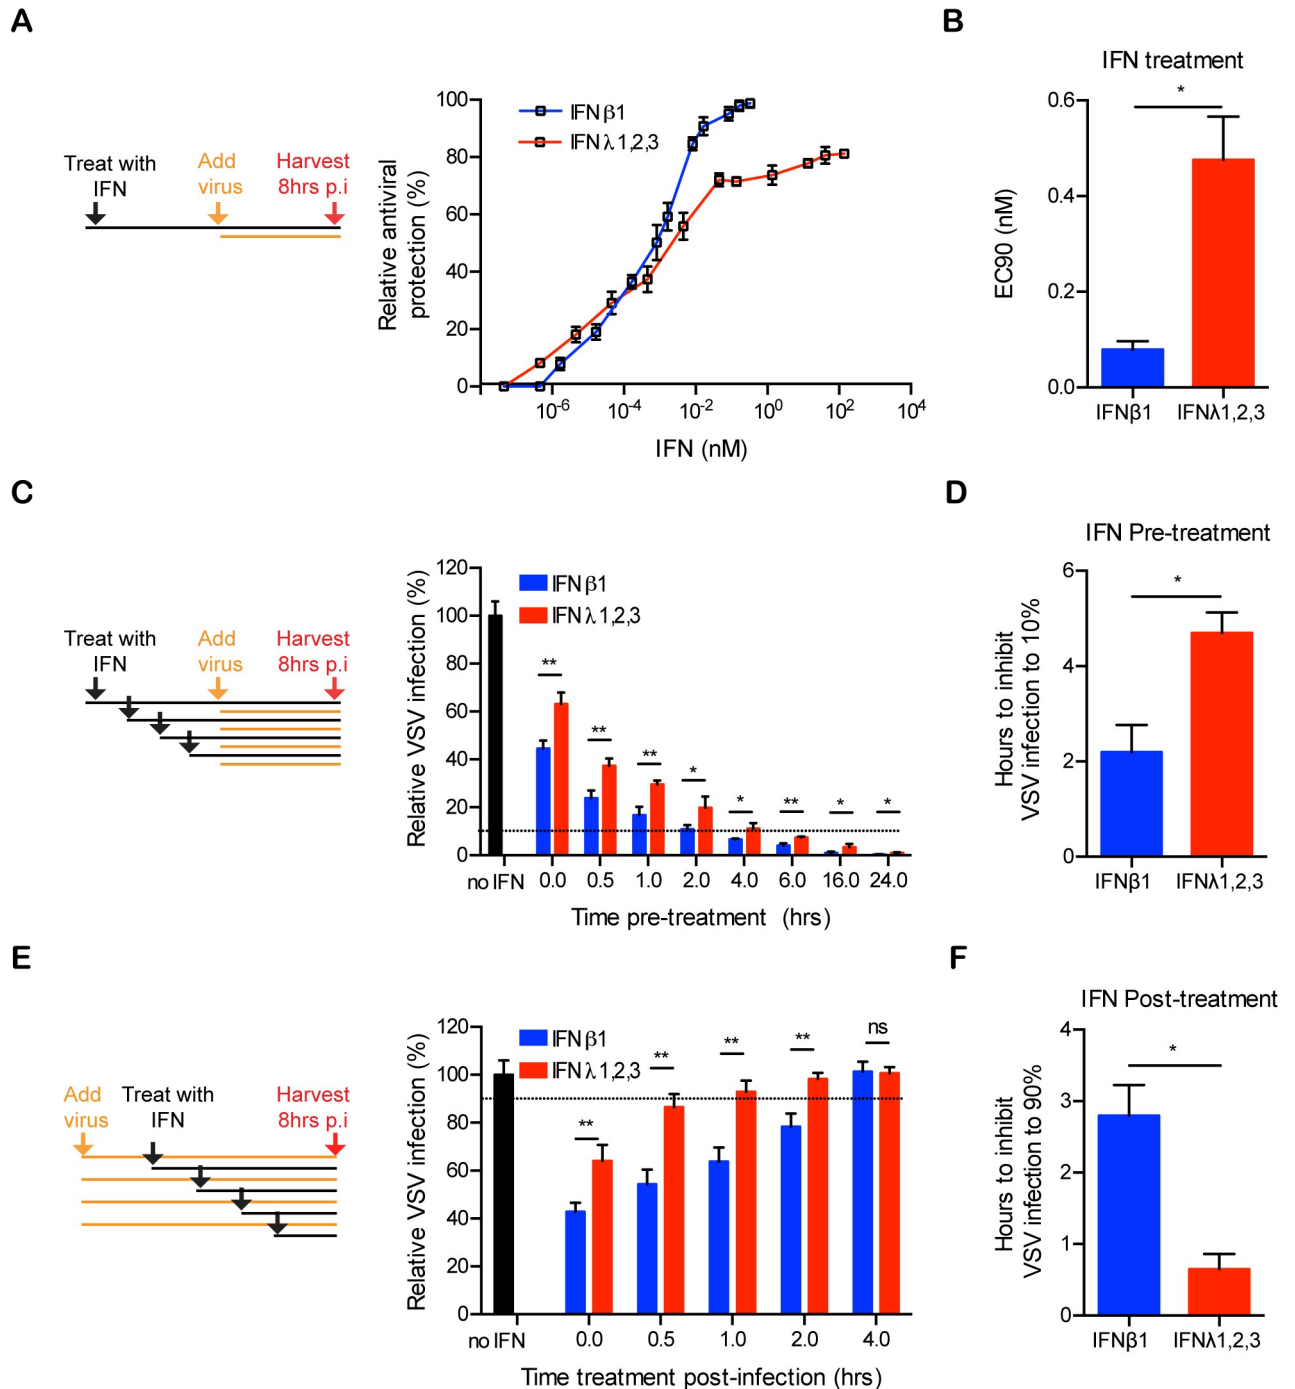 A
Treat with
IFN
Add
virus
Harvest
8hrs p.i
Relative antiviral
protection (%)
100
80
60
40
20
0
IFNβ1
IFNλ1,2,3
10-6
10-4
10-2
100
102
104
IFN (nM)
B
IFN treatment
*
EC90 (nM)
0.6
0.4
0.2
0.0
IFNβ1
IFNλ1,2,3
C
Treat with
IFN
Add
virus
Harvest
8hrs p.i
Relative VSV infection (%)
120
100
80
60
40
20
0
IFNβ1
IFNλ1,2,3
**
**
**
*
*
**
*
*
no IFN
0.0
0.5
1.0
2.0
4.0
6.0
16.0
24.0
Time pre-treatment (hrs)
D
IFN Pre-treatment
*
Hours to inhibit
VSV infection to 10%
6
4
2
0
IFNβ1
IFNλ1,2,3
E
Add
virus
Treat with
IFN
Harvest
8hrs p.i
Relative VSV infection (%)
120
100
80
60
40
20
0
IFNβ1
IFNλ1,2,3
**
**
**
**
ns
no IFN
0.0
0.5
1.0
2.0
4.0
Time treatment post-infection (hrs)
F
IFN Post-treatment
*
Hours to inhibit
VSV infection to 90%
4
3
2
1
0
IFNβ1
IFNλ1,2,3